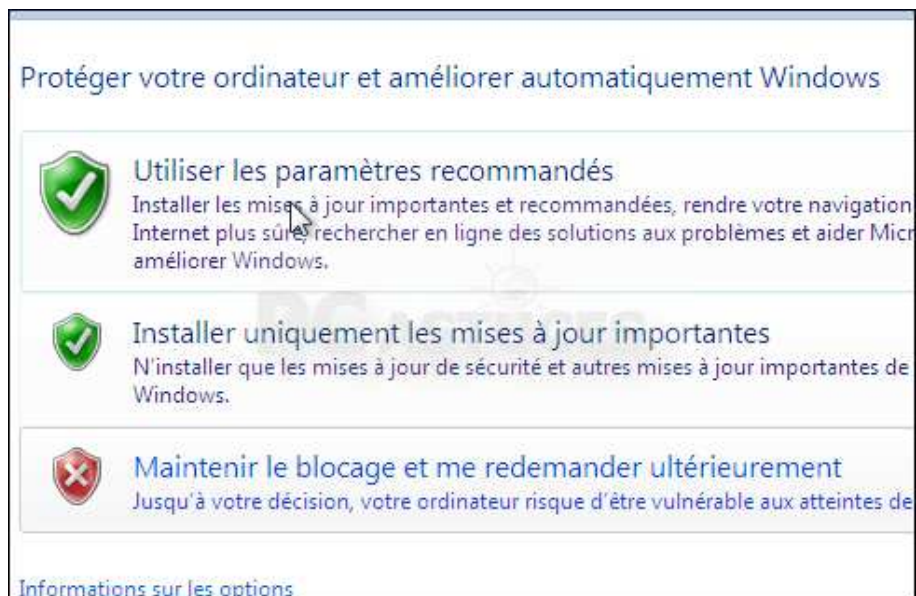 Protéger votre ordinateur et améliorer automatiquement Windows
Utiliser les paramètres recommandés
Installer les mises à jour importantes et recommandées, rendre votre navigation
Internet plus sûre, rechercher en ligne des solutions aux problèmes et aider Micr
améliorer Windows.
PC ASTUCES
Installer uniquement les mises à jour importantes
N'installer que les mises à jour de sécurité et autres mises à jour importantes de
Windows.
Maintenir le blocage et me redemander ultérieurement
Jusqu'à votre décision, votre ordinateur risque d'être vulnérable aux atteintes de
Informations sur les options